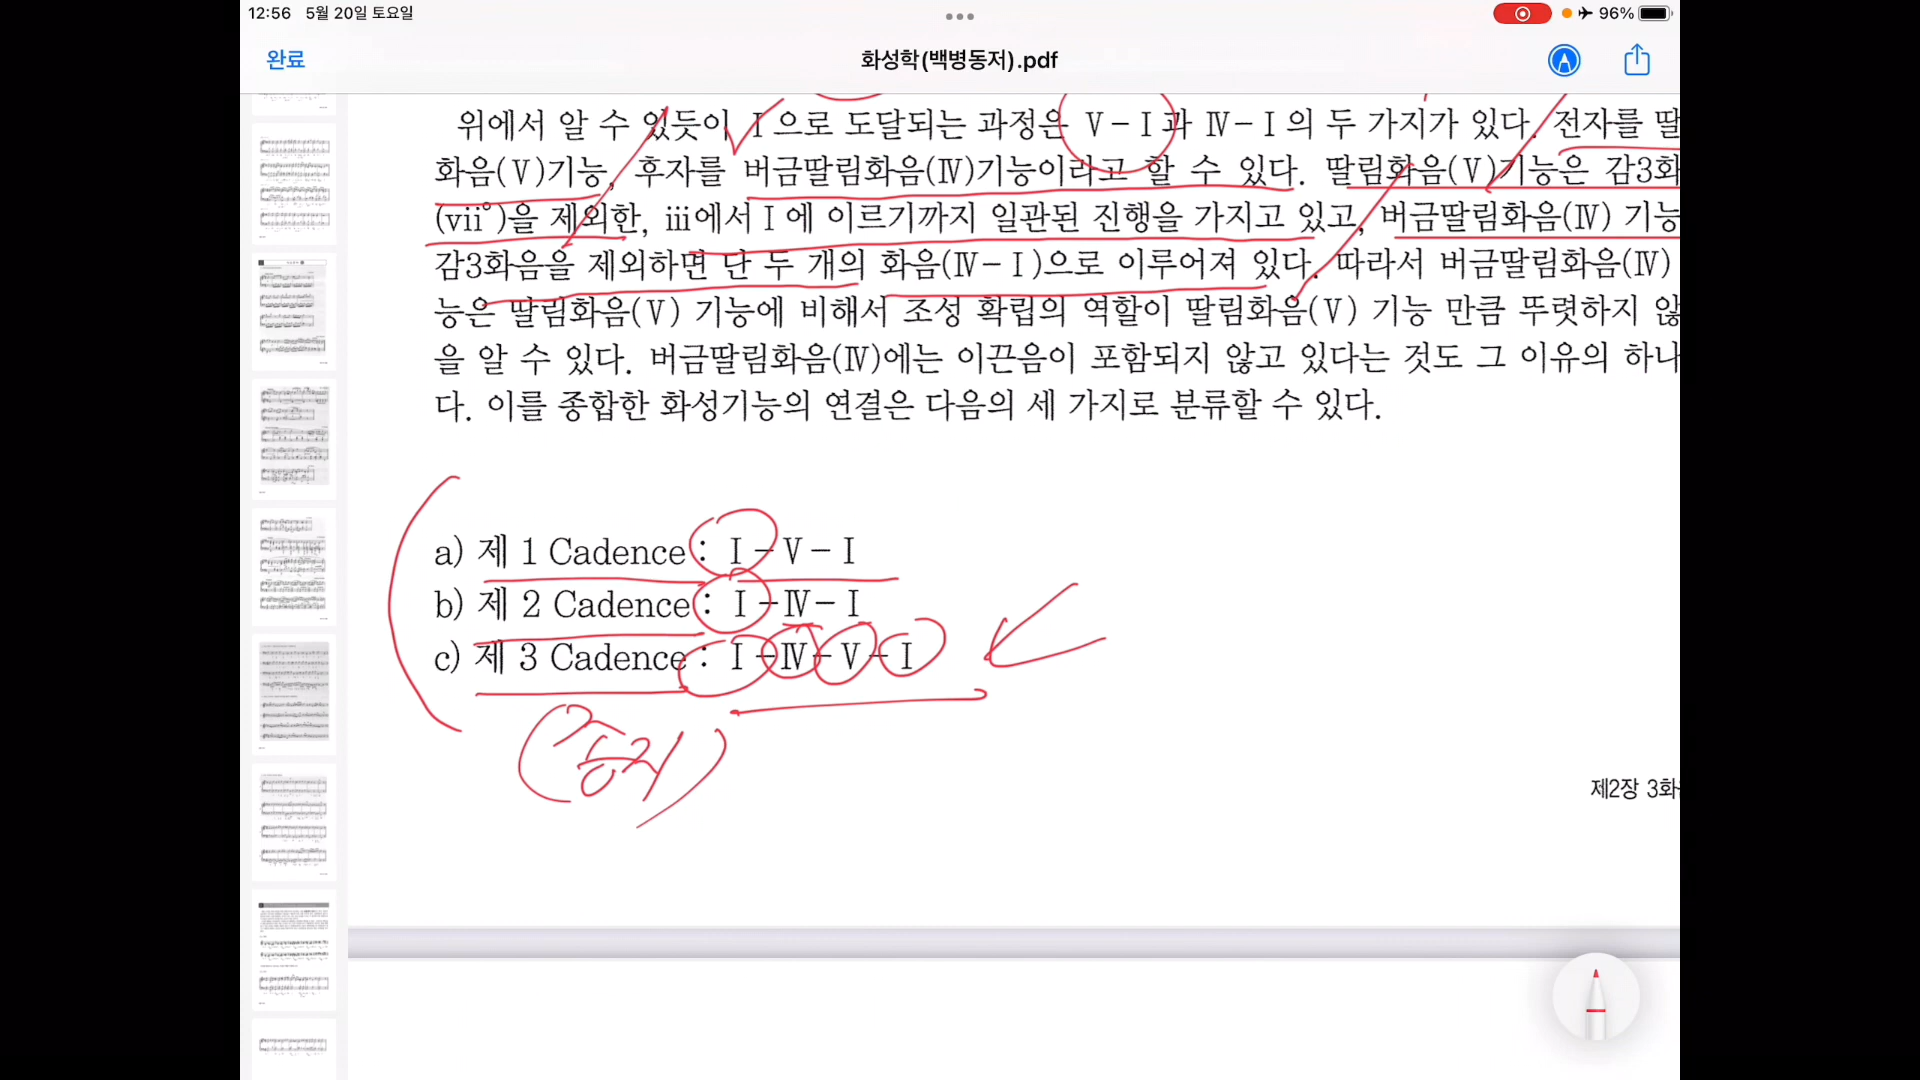 12:56 5월 20일 토요일
96%
완료
화성학(백병동저).pdf
위에서 알 수 있듯이 Ⅰ으로 도달되는 과정은 Ⅴ-Ⅰ과 Ⅳ-Ⅰ의 두 가지가 있다. 전자를 딸
화음(Ⅴ)기능, 후자를 버금딸림화음(Ⅳ)기능이라고 할 수 있다. 딸림화음(Ⅴ)기능은 감3화
(vii°)을 제외한, iii에서 Ⅰ에 이르기까지 일관된 진행을 가지고 있고, 버금딸림화음(Ⅳ) 기능
감3화음을 제외하면 단 두 개의 화음(Ⅳ-Ⅰ)으로 이루어져 있다. 따라서 버금딸림화음(Ⅳ)
능은 딸림화음(Ⅴ) 기능에 비해서 조성 확립의 역할이 딸림화음(Ⅴ) 기능 만큼 뚜렷하지 않
을 알 수 있다. 버금딸림화음(Ⅳ)에는 이끈음이 포함되지 않고 있다는 것도 그 이유의 하나
다. 이를 종합한 화성기능의 연결은 다음의 세 가지로 분류할 수 있다.
a) 제 1 Cadence : Ⅰ-Ⅴ-Ⅰ
b) 제 2 Cadence : Ⅰ-Ⅳ-Ⅰ
c) 제 3 Cadence : Ⅰ-Ⅳ-Ⅴ-Ⅰ
제2장 3화